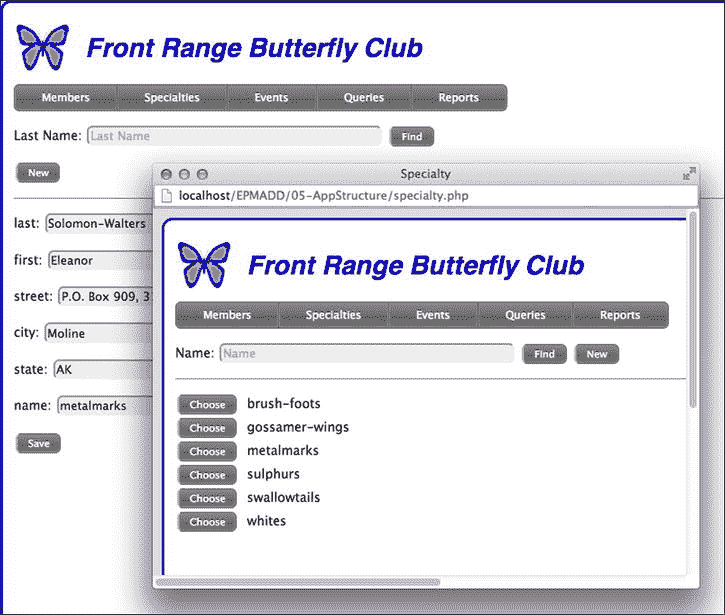 Front Range Butterfly Club
Members Specialties Events Queries Reports
Last Name: Last Name Find
New
last: Solomon-Walters
first: Eleanor
street: P.O. Box 909, 3
city: Moline
state: AK
name: metalmarks
Save
Specialty
localhost/EPMADD/05-AppStructure/specialty.php
Front Range Butterfly Club
Members Specialties Events Queries Reports
Name: Name Find New
Choose brush-foots
Choose gossamer-wings
Choose metalmarks
Choose sulphurs
Choose swallowtails
Choose whites